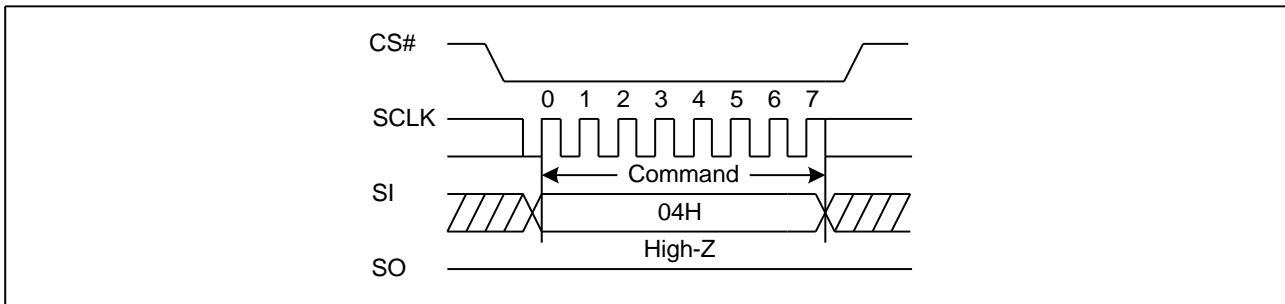 CS#
0 1 2 3 4 5 6 7
SCLK
Command
SI
04H
High-Z
SO